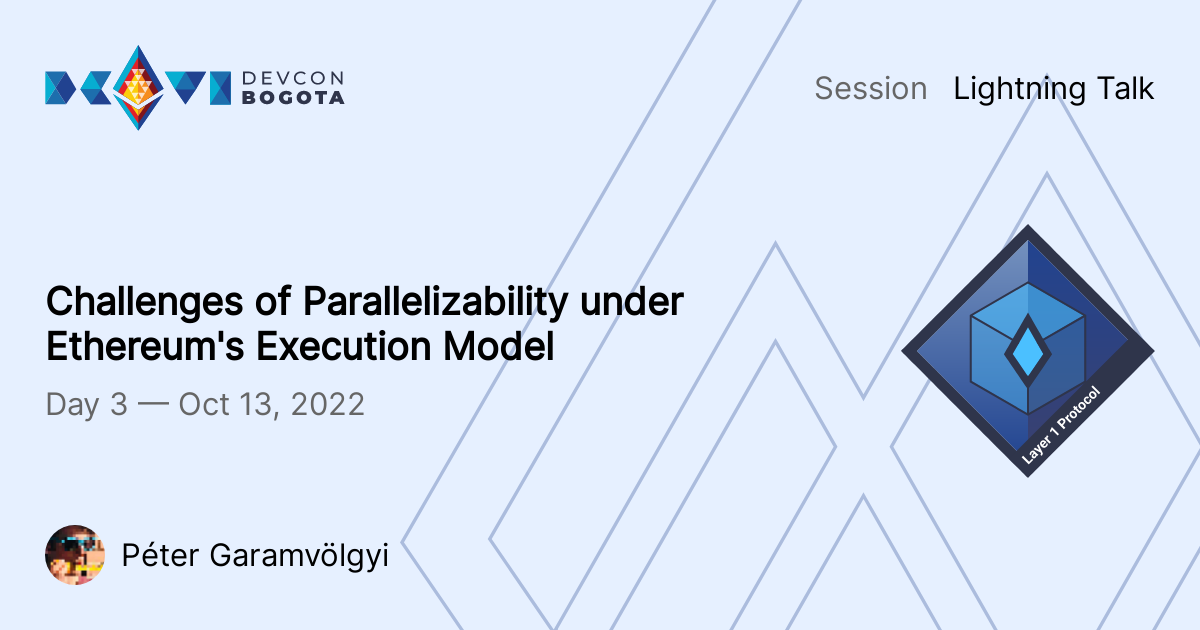 DEVCON
BOGOTA
Session Lightning Talk
Challenges of Parallelizability under
Ethereum's Execution Model
Day 3 — Oct 13, 2022
Layer 1 Protocol
Péter Garamvölgyi